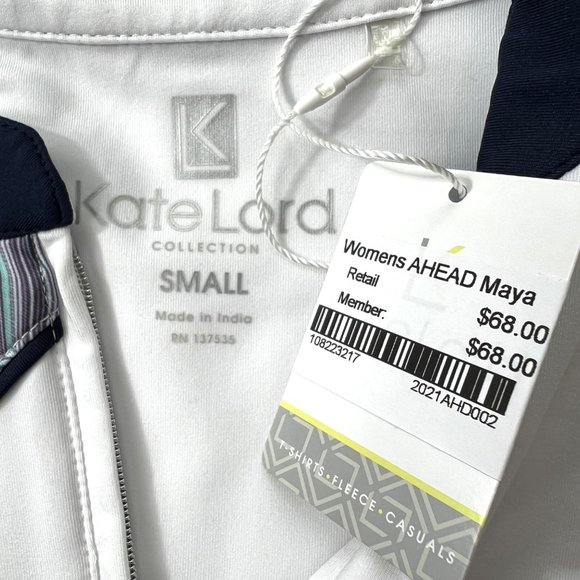 Kate Lord
COLLECTION
SMALL
Made in India
RN 137535
Womens AHEAD Maya
Retail $68.00
Member: $68.00
108223217 2021AHD002
T-SHIRTS • FLEECE • CASUALS